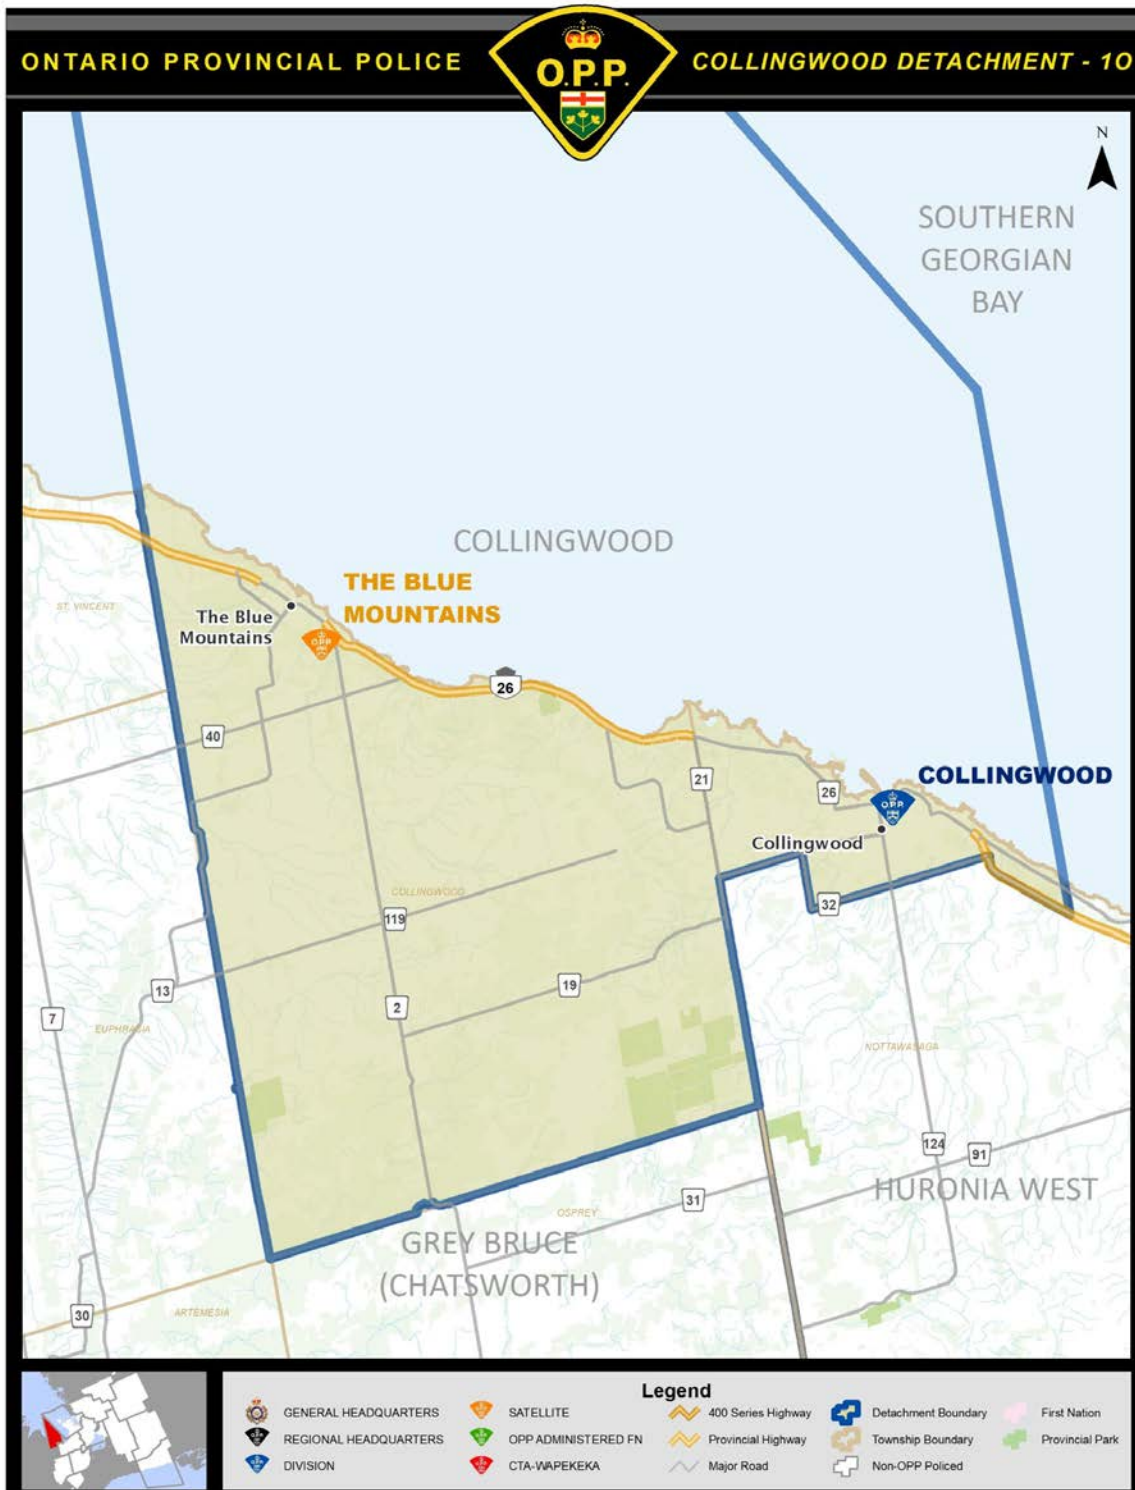 ONTARIO PROVINCIAL POLICE
O.P.P.
COLLINGWOOD DETACHMENT - 1O
N
SOUTHERN
GEORGIAN
BAY
COLLINGWOOD
THE BLUE
MOUNTAINS
ST. VINCENT
The Blue
Mountains
O.P.P.
26
40
21
COLLINGWOOD
26
O.P.P.
Collingwood
COLLINGWOOD
32
119
19
13
2
7
EUPHRASIA
NOTTAWASAGA
124
91
HURONIA WEST
31
OSPREY
GREY BRUCE
(CHATSWORTH)
30
ARTEMESIA
Legend
GENERAL HEADQUARTERS
REGIONAL HEADQUARTERS
DIVISION
SATELLITE
OPP ADMINISTERED FN
CTA-WAPEKEKA
400 Series Highway
Provincial Highway
Major Road
Detachment Boundary
Township Boundary
Non-OPP Policed
First Nation
Provincial Park